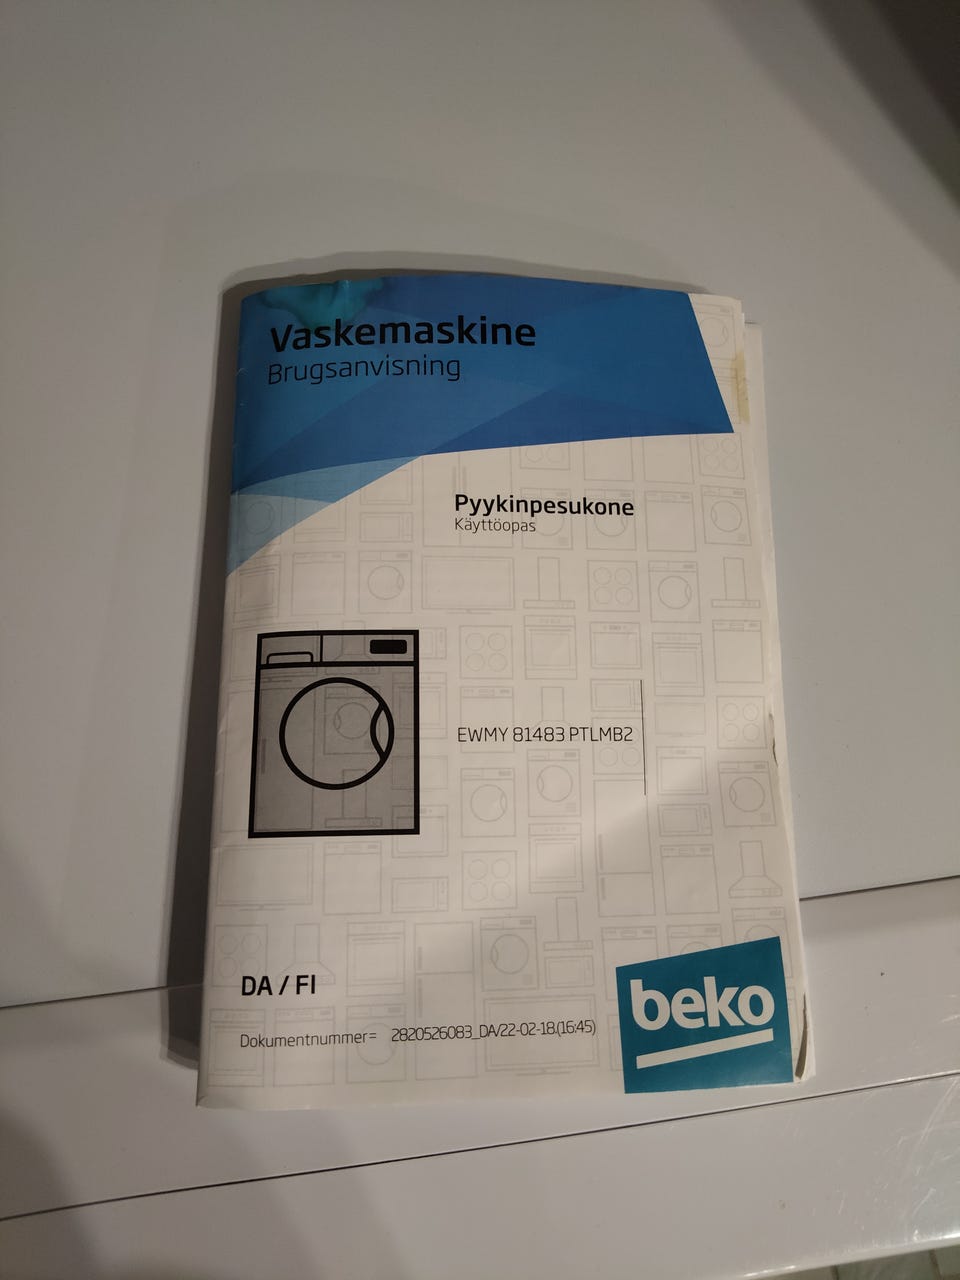 Vaskemaskine
Brugsanvisning
Pyykinpesukone
Käyttöopas
EWMY 81483 PTLMB2
DA / FI
Dokumentnummer= 2820526083_DA/22-02-18.(16:45)
beko